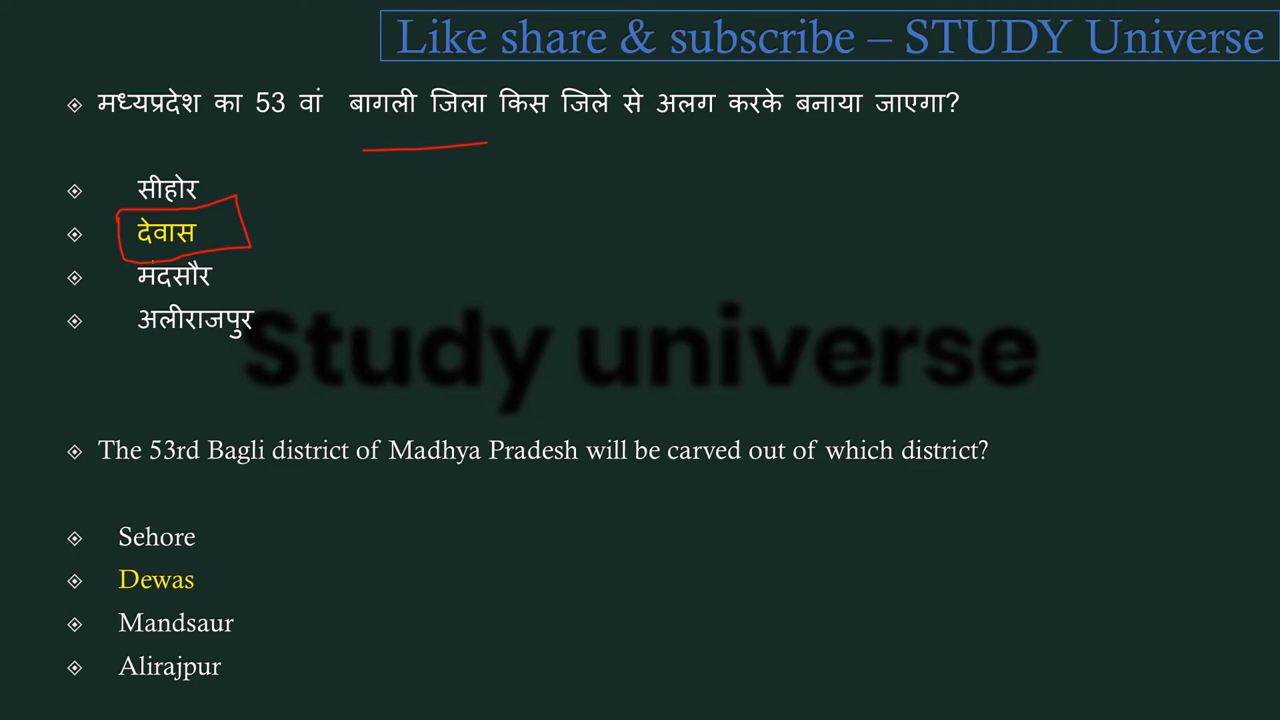 Like share & subscribe – STUDY Universe
मध्यप्रदेश का 53 वां बागली जिला किस जिले से अलग करके बनाया जाएगा?
सीहोर
देवास
मंदसौर
अलीराजपुर
Study universe
The 53rd Bagli district of Madhya Pradesh will be carved out of which district?
Sehore
Dewas
Mandsaur
Alirajpur